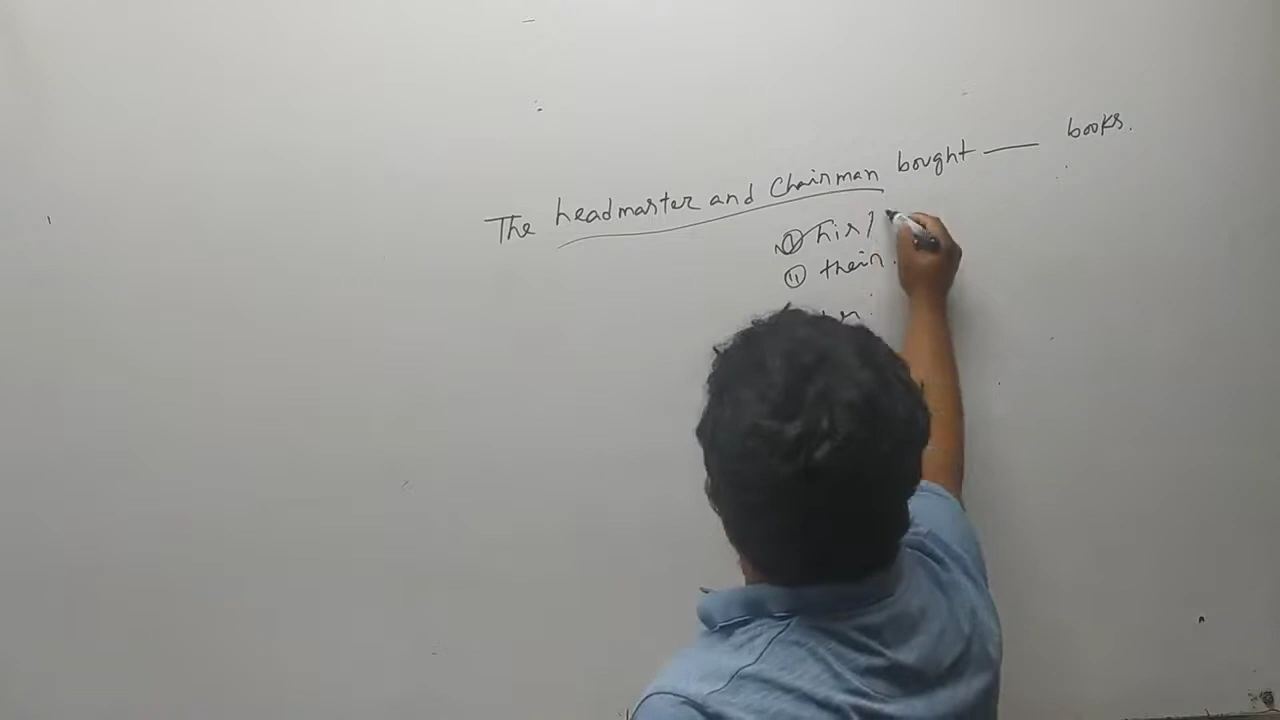 The headmaster and Chairman bought — books.
(i) his /
(ii) their.